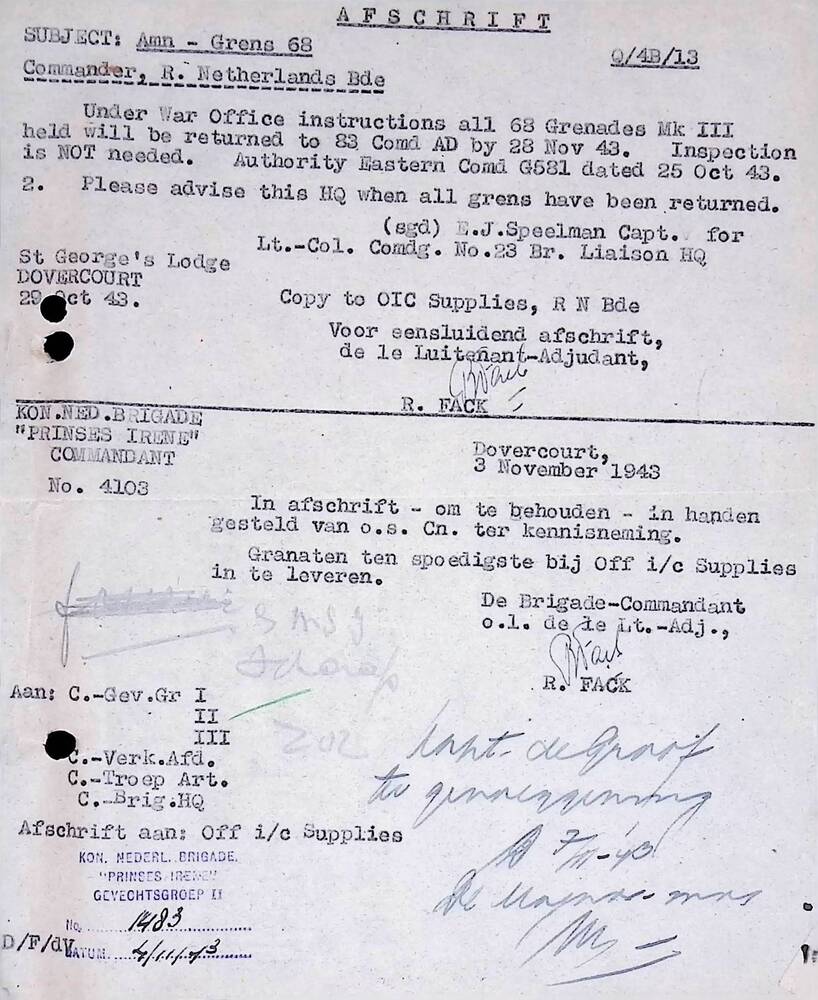 AFSCHRIFT
SUBJECT: Amn - Grens 68
Q/4B/13
Commander, R. Netherlands Bde
Under War Office instructions all 68 Grenades Mk III
held will be returned to 83 Comd AD by 28 Nov 43. Inspection
is NOT needed. Authority Eastern Comd G581 dated 25 Oct 43.
2. Please advise this HQ when all grens have been returned.
(sgd) E.J.Speelman Capt. for
Lt.-Col. Comdg. No.23 Br. Liaison HQ
St George's Lodge
DOVERCOURT
29 Oct 43.
Copy to OIC Supplies, R N Bde
Voor eensluidend afschrift,
de 1e Luitenant-Adjudant,
R. FACK
KON.NED.BRIGADE
"PRINSES IRENE"
COMMANDANT
No. 4103
Dovercourt,
3 November 1943
In afschrift - om te behouden - in handen
gesteld van o.s. Cn. ter kennisneming.
Granaten ten spoedigste bij Off i/c Supplies
in te leveren.
De Brigade-Commandant
o.l. de 1e Lt.-Adj.,
R. FACK
Aan: C.-Gev.Gr I
II
III
C.-Verk.Afd.
C.-Troep Art.
C.-Brig.HQ
Afschrift aan: Off i/c Supplies
Kapt. de Graaf
KON. NEDERL. BRIGADE.
"PRINSES IRENE"
GEVECHTSGROEP II
No. 1483
D/F/dV
DATUM. 4/11/43